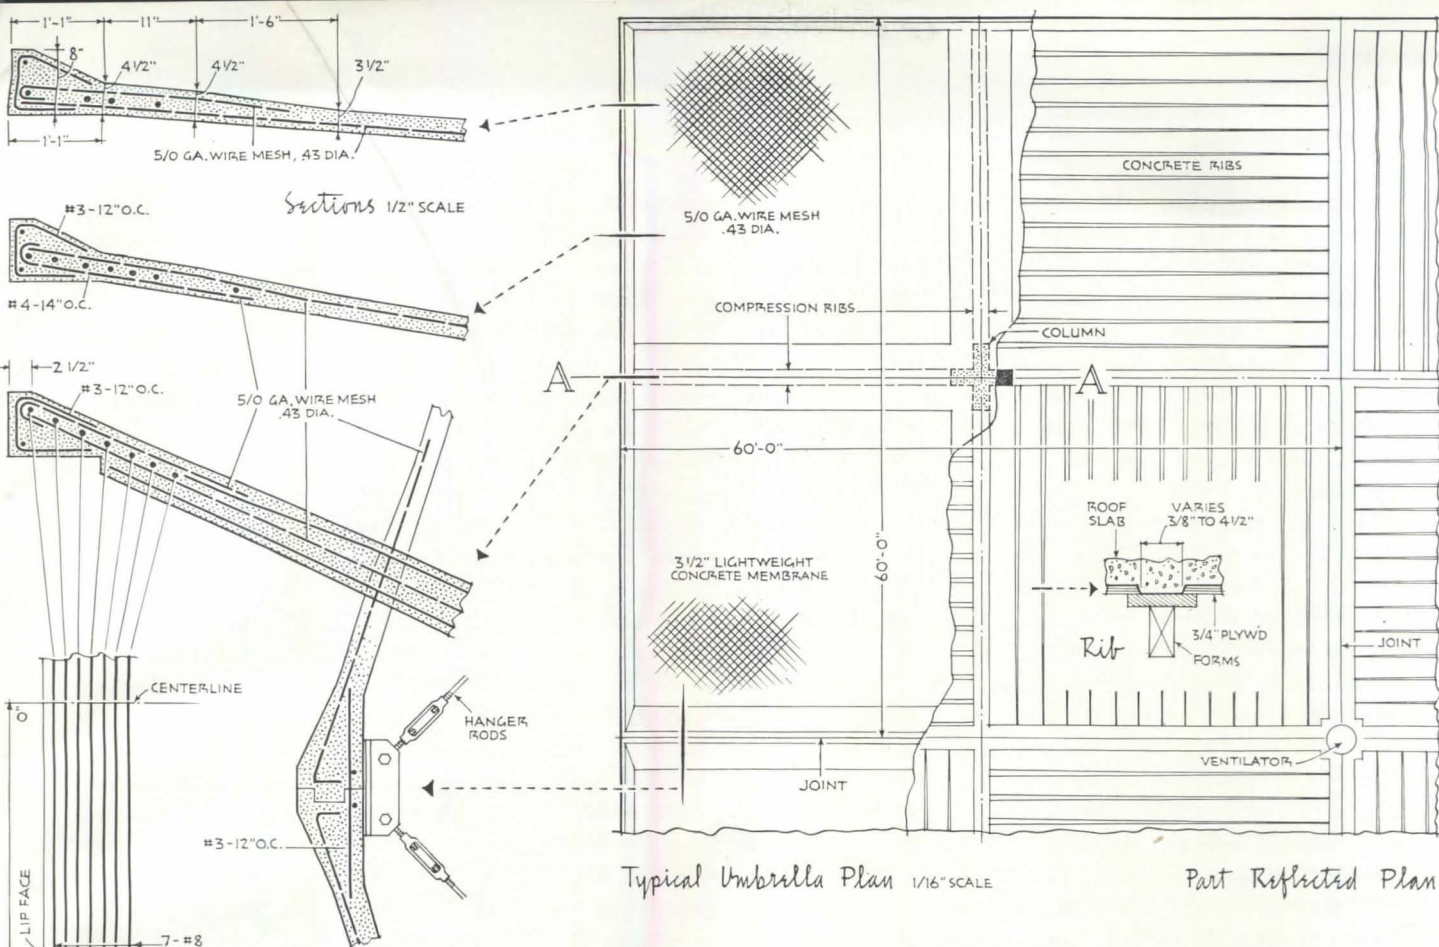 1'-1"
11"
1'-6"
8"
4 1/2"
4 1/2"
3 1/2"
1'-1"
5/0 GA. WIRE MESH, .43 DIA.
Sections 1/2" SCALE
#3-12" O.C.
#4-14" O.C.
2 1/2"
#3-12" O.C.
5/0 GA. WIRE MESH
.43 DIA.
CENTERLINE
0"
LIP FACE
7-#8
HANGER
RODS
#3-12" O.C.
5/0 GA. WIRE MESH
.43 DIA.
COMPRESSION RIBS
A
60'-0"
60'-0"
3 1/2" LIGHTWEIGHT
CONCRETE MEMBRANE
JOINT
CONCRETE RIBS
COLUMN
A
ROOF
SLAB
VARIES
3/8" TO 4 1/2"
Rib
3/4" PLYW'D
FORMS
JOINT
VENTILATOR
Typical Umbrella Plan 1/16" SCALE
Part Reflected Plan